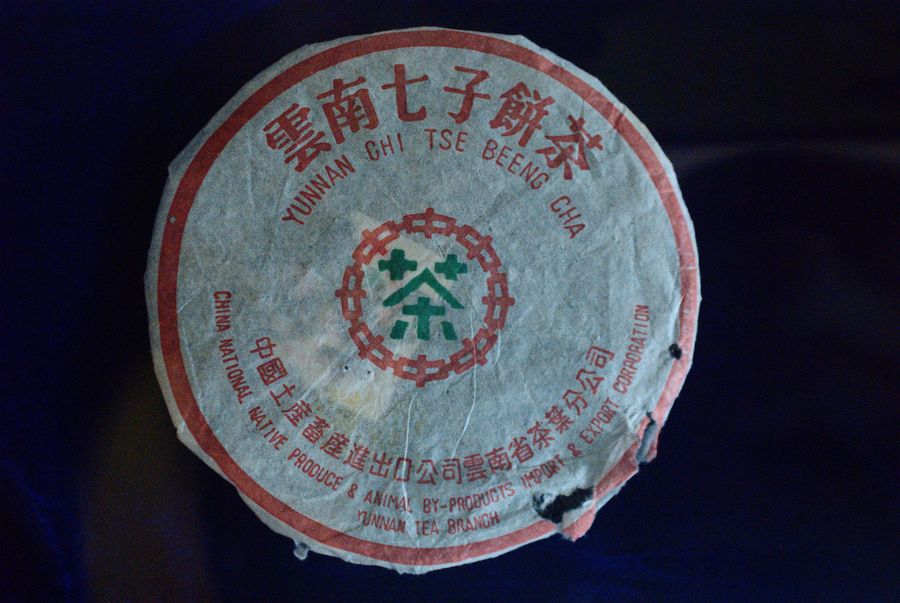 雲南七子餅茶
YUNNAN CHI TSE BEENG CHA
茶
中國土產畜產進出口公司雲南省茶葉分公司
CHINA NATIONAL NATIVE PRODUCE & ANIMAL BY-PRODUCTS IMPORT & EXPORT CORPORATION
YUNNAN TEA BRANCH